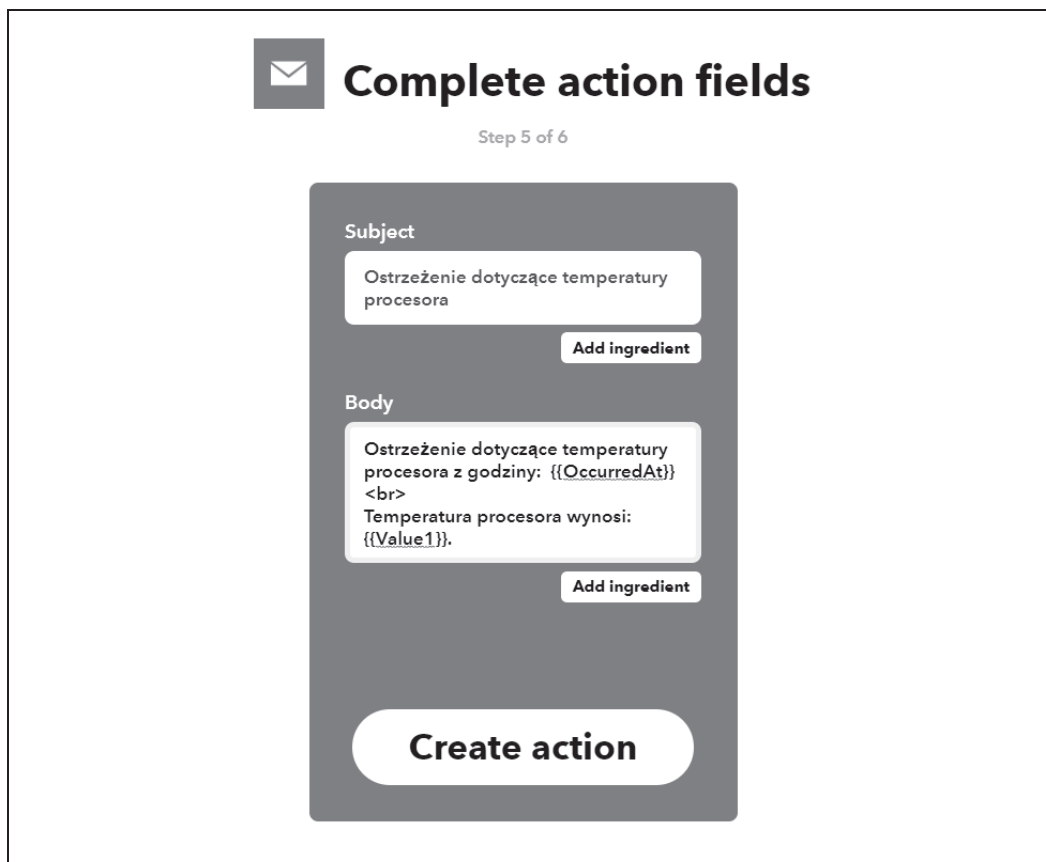 Complete action fields
Step 5 of 6
Subject
Ostrzeżenie dotyczące temperatury
procesora
Add ingredient
Body
Ostrzeżenie dotyczące temperatury
procesora z godziny: {{OccurredAt}}
<br>
Temperatura procesora wynosi:
{{Value1}}.
Add ingredient
Create action